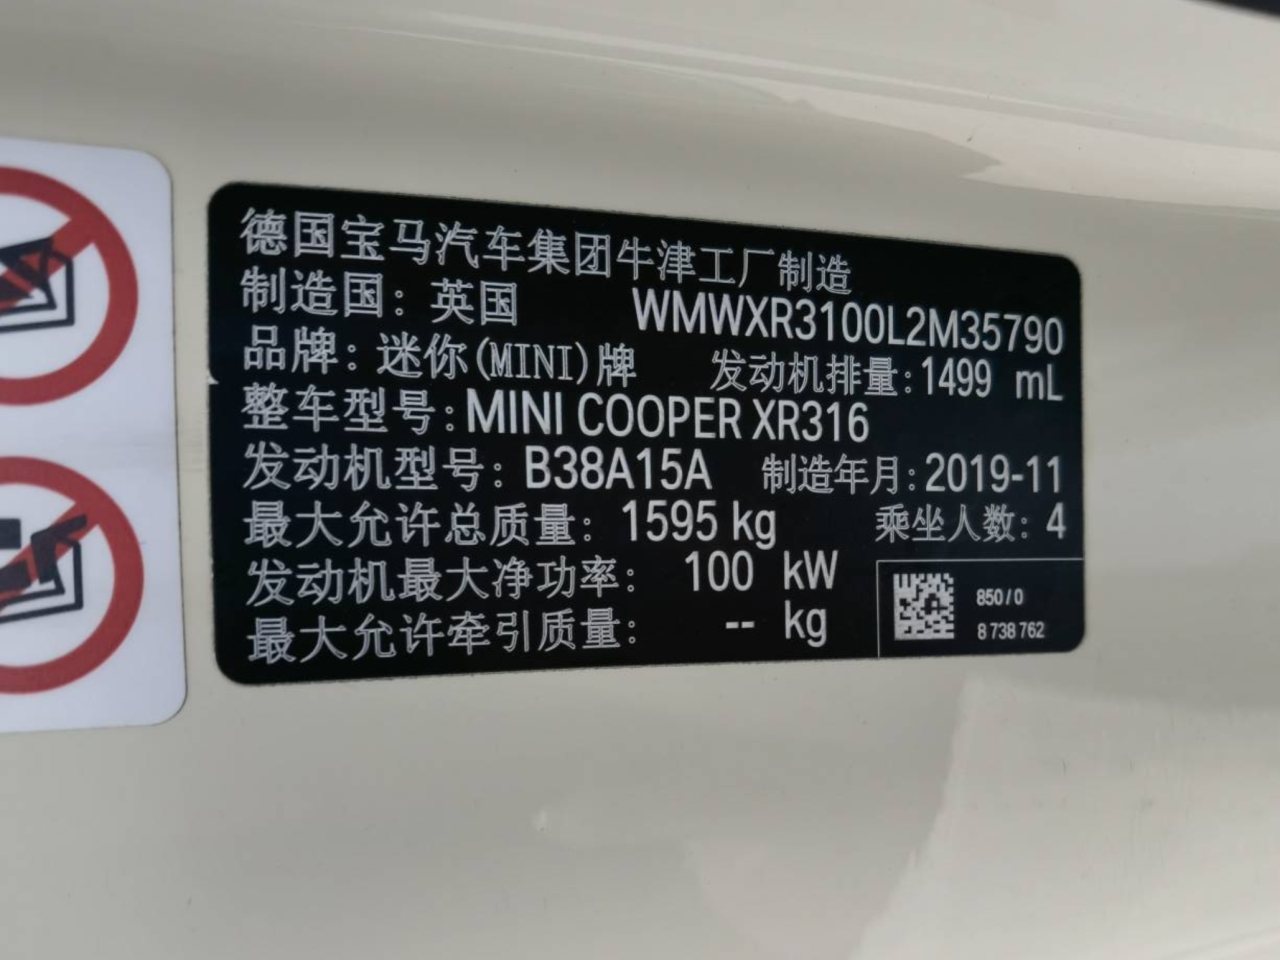 德国宝马汽车集团牛津工厂制造
制造国：英国 WMWXR3100L2M35790
品牌：迷你(MINI)牌 发动机排量:1499 mL
整车型号:MINI COOPER XR316
发动机型号: B38A15A 制造年月:2019-11
最大允许总质量: 1595 kg 乘坐人数: 4
发动机最大净功率: 100 kW
最大允许牵引质量: -- kg
850/0
8 738 762